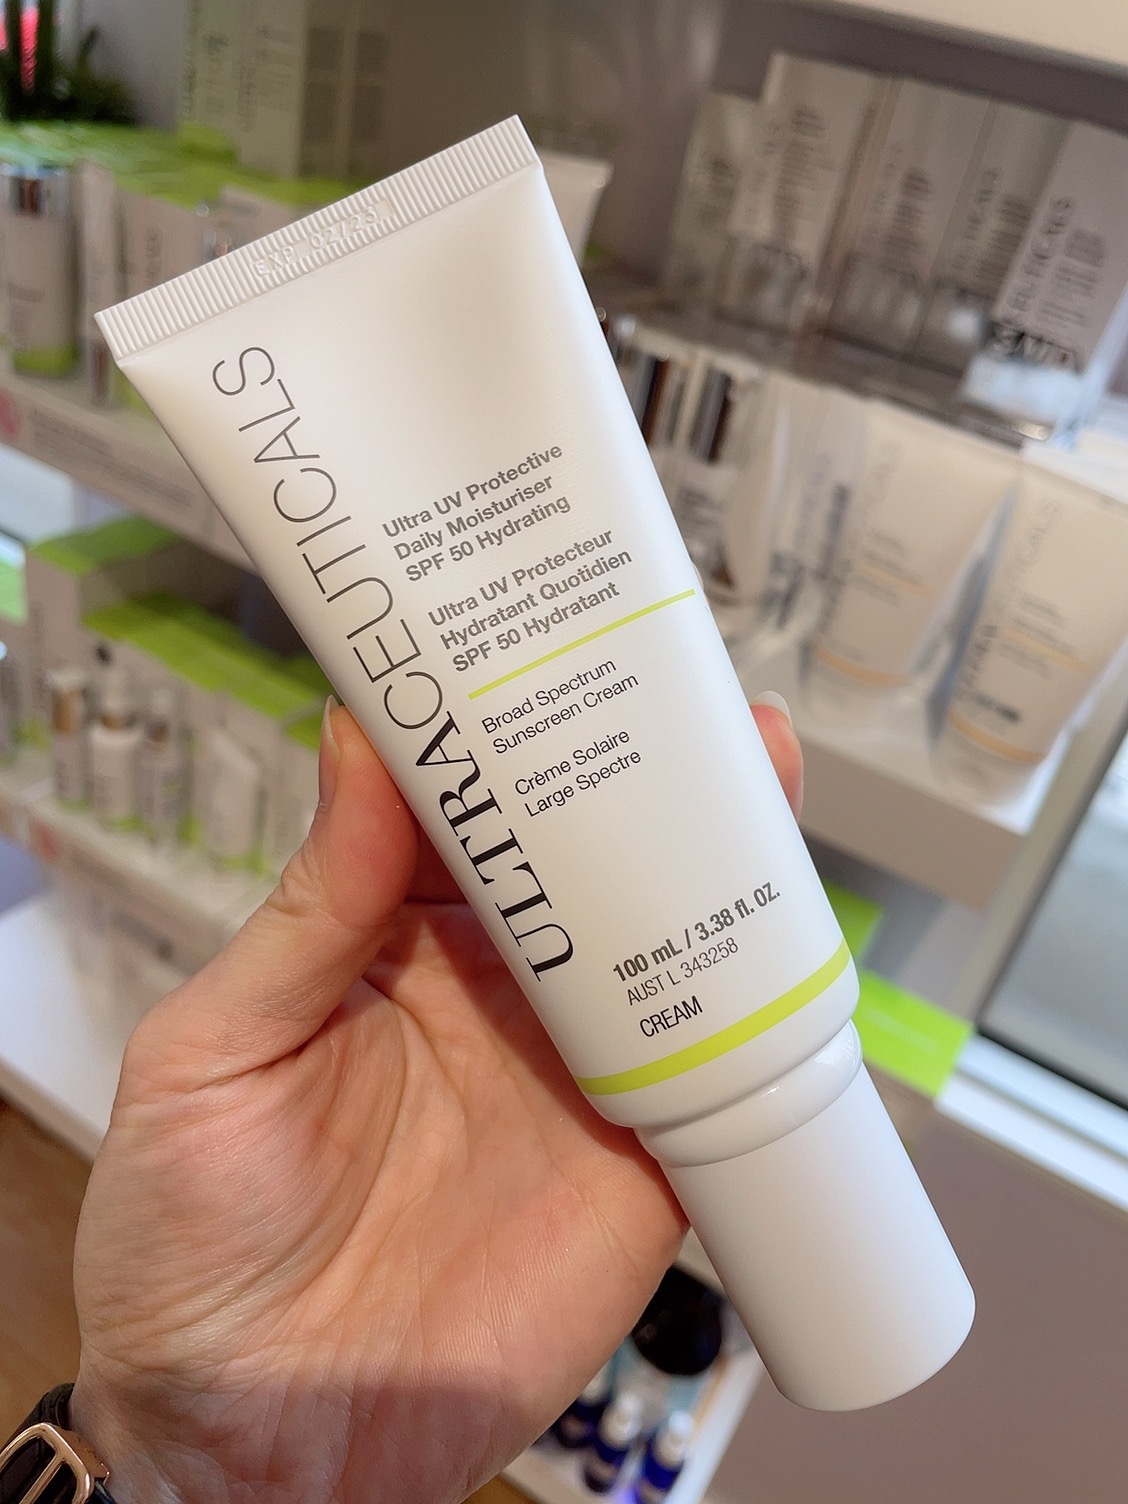 EXP 02/23
ULTRACEUTICALS
Ultra UV Protective
Daily Moisturiser
SPF 50 Hydrating
Ultra UV Protecteur
Hydratant Quotidien
SPF 50 Hydratant
Broad Spectrum
Sunscreen Cream
Crème Solaire
Large Spectre
100 mL / 3.38 fl. OZ.
AUST L 343258
CREAM